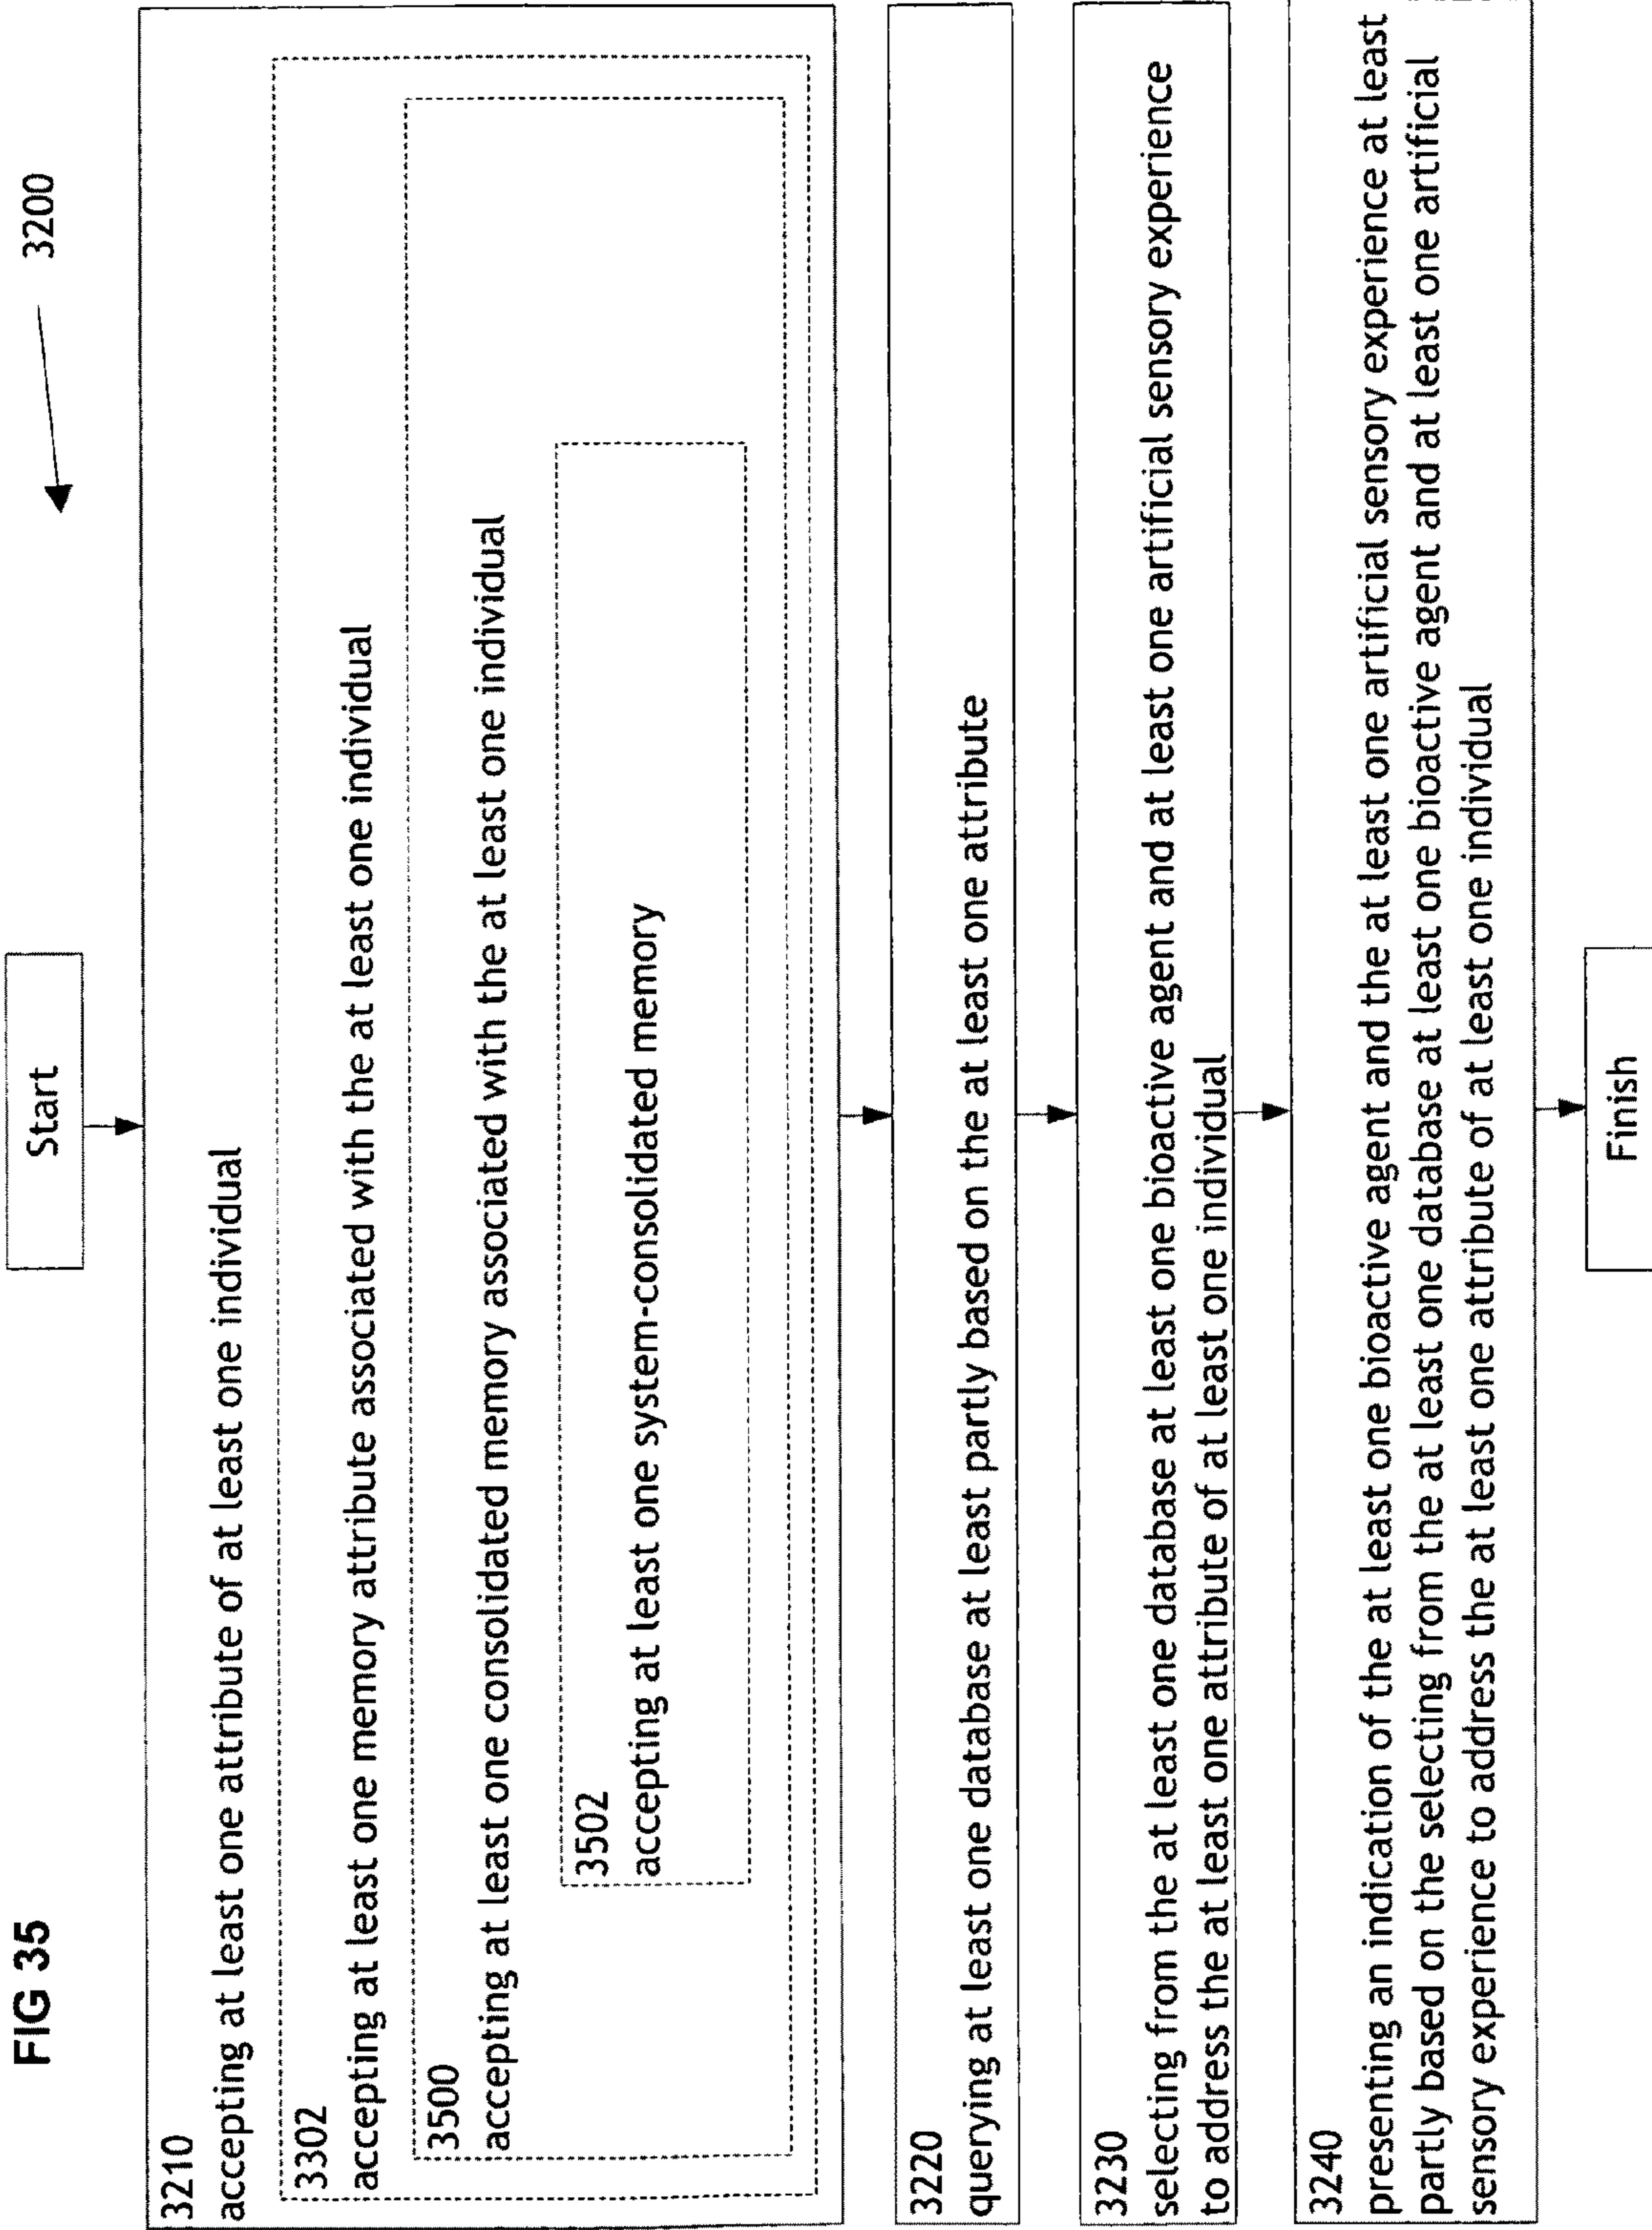 FIG 35
3200
Start
3210
accepting at least one attribute of at least one individual
3302
accepting at least one memory attribute associated with the at least one individual
3500
accepting at least one consolidated memory associated with the at least one individual
3502
accepting at least one system-consolidated memory
3220
querying at least one database at least partly based on the at least one attribute
3230
selecting from the at least one database at least one bioactive agent and at least one artificial sensory experience
to address the at least one attribute of at least one individual
3240
presenting an indication of the at least one bioactive agent and the at least one artificial sensory experience at least
partly based on the selecting from the at least one database at least one bioactive agent and at least one artificial
sensory experience to address the at least one attribute of at least one individual
Finish